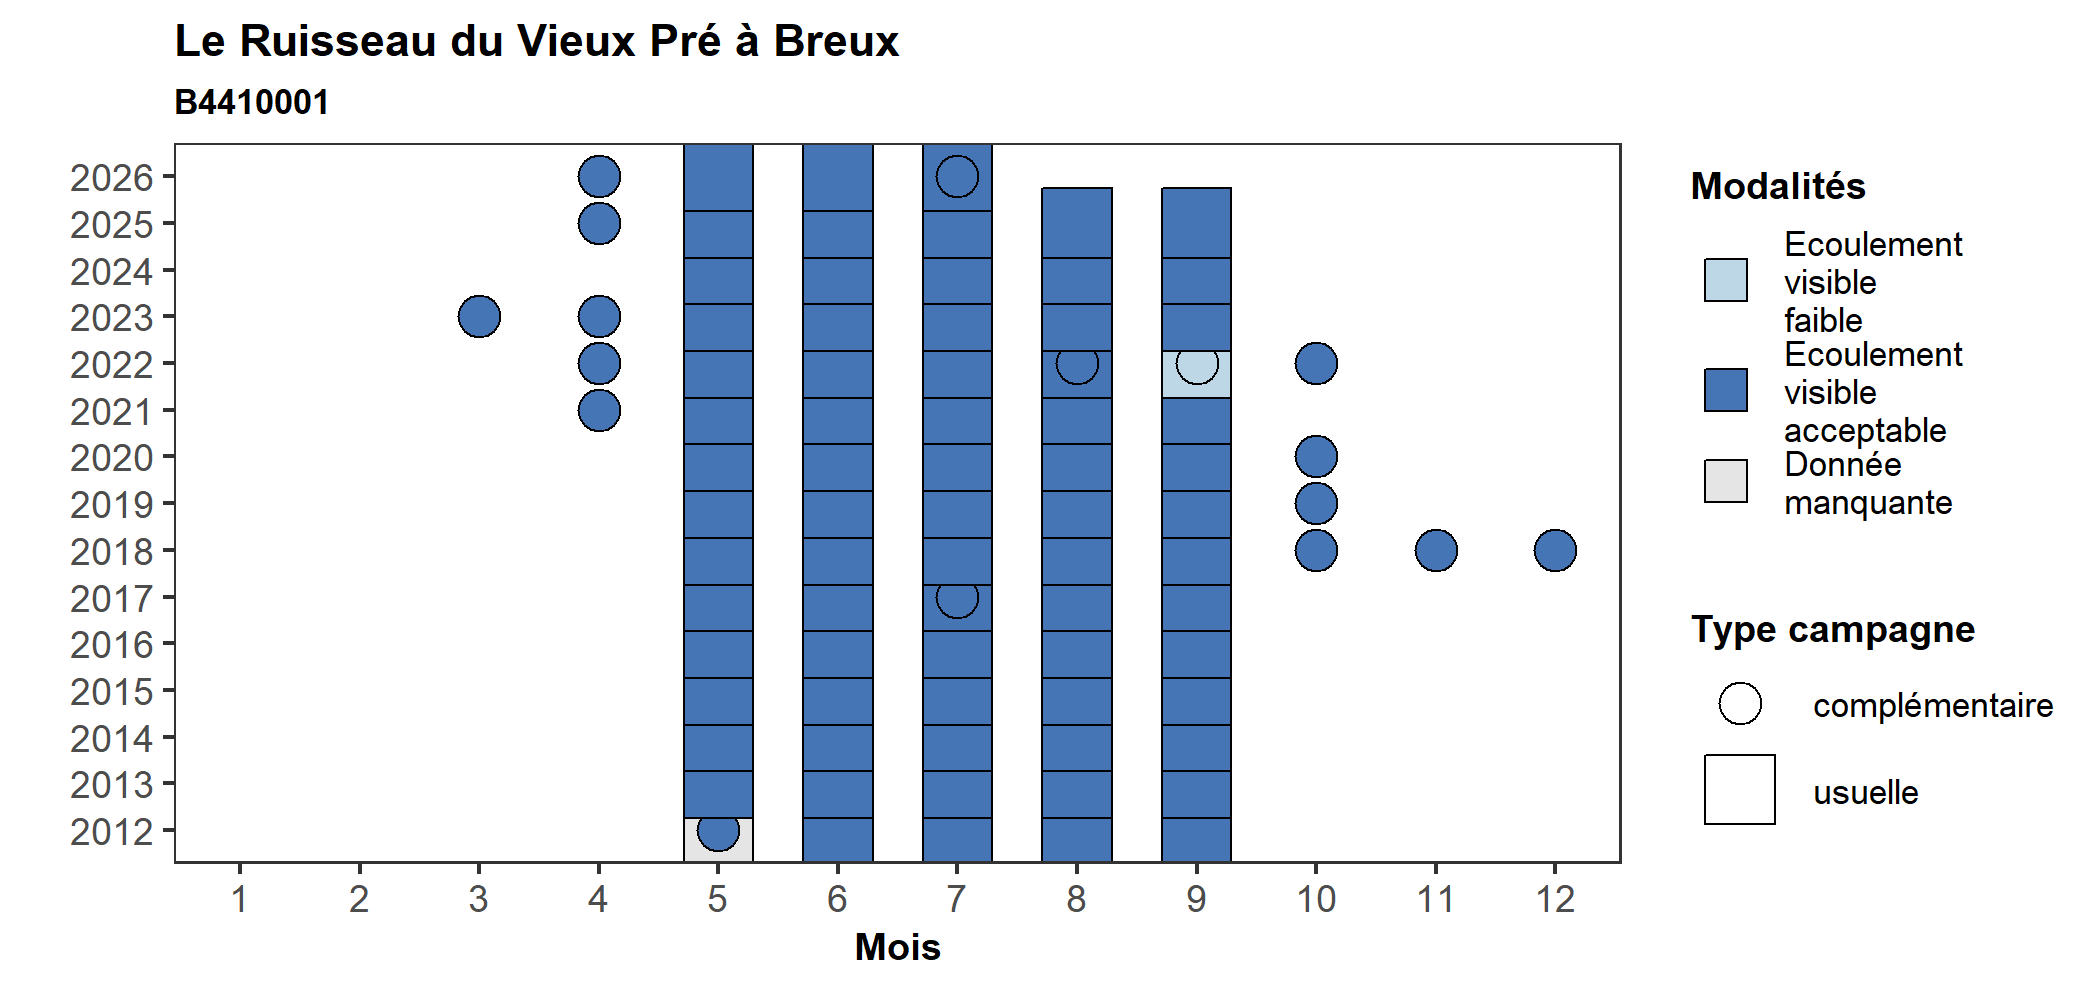 Le Ruisseau du Vieux Pré à Breux
B4410001
2026
2025
2024
2023
2022
2021
2020
2019
2018
2017
2016
2015
2014
2013
2012
1 2 3 4 5 6 7 8 9 10 11 12
Mois
Modalités
Ecoulement
visible
faible
Ecoulement
visible
acceptable
Donnée
manquante
Type campagne
complémentaire
usuelle